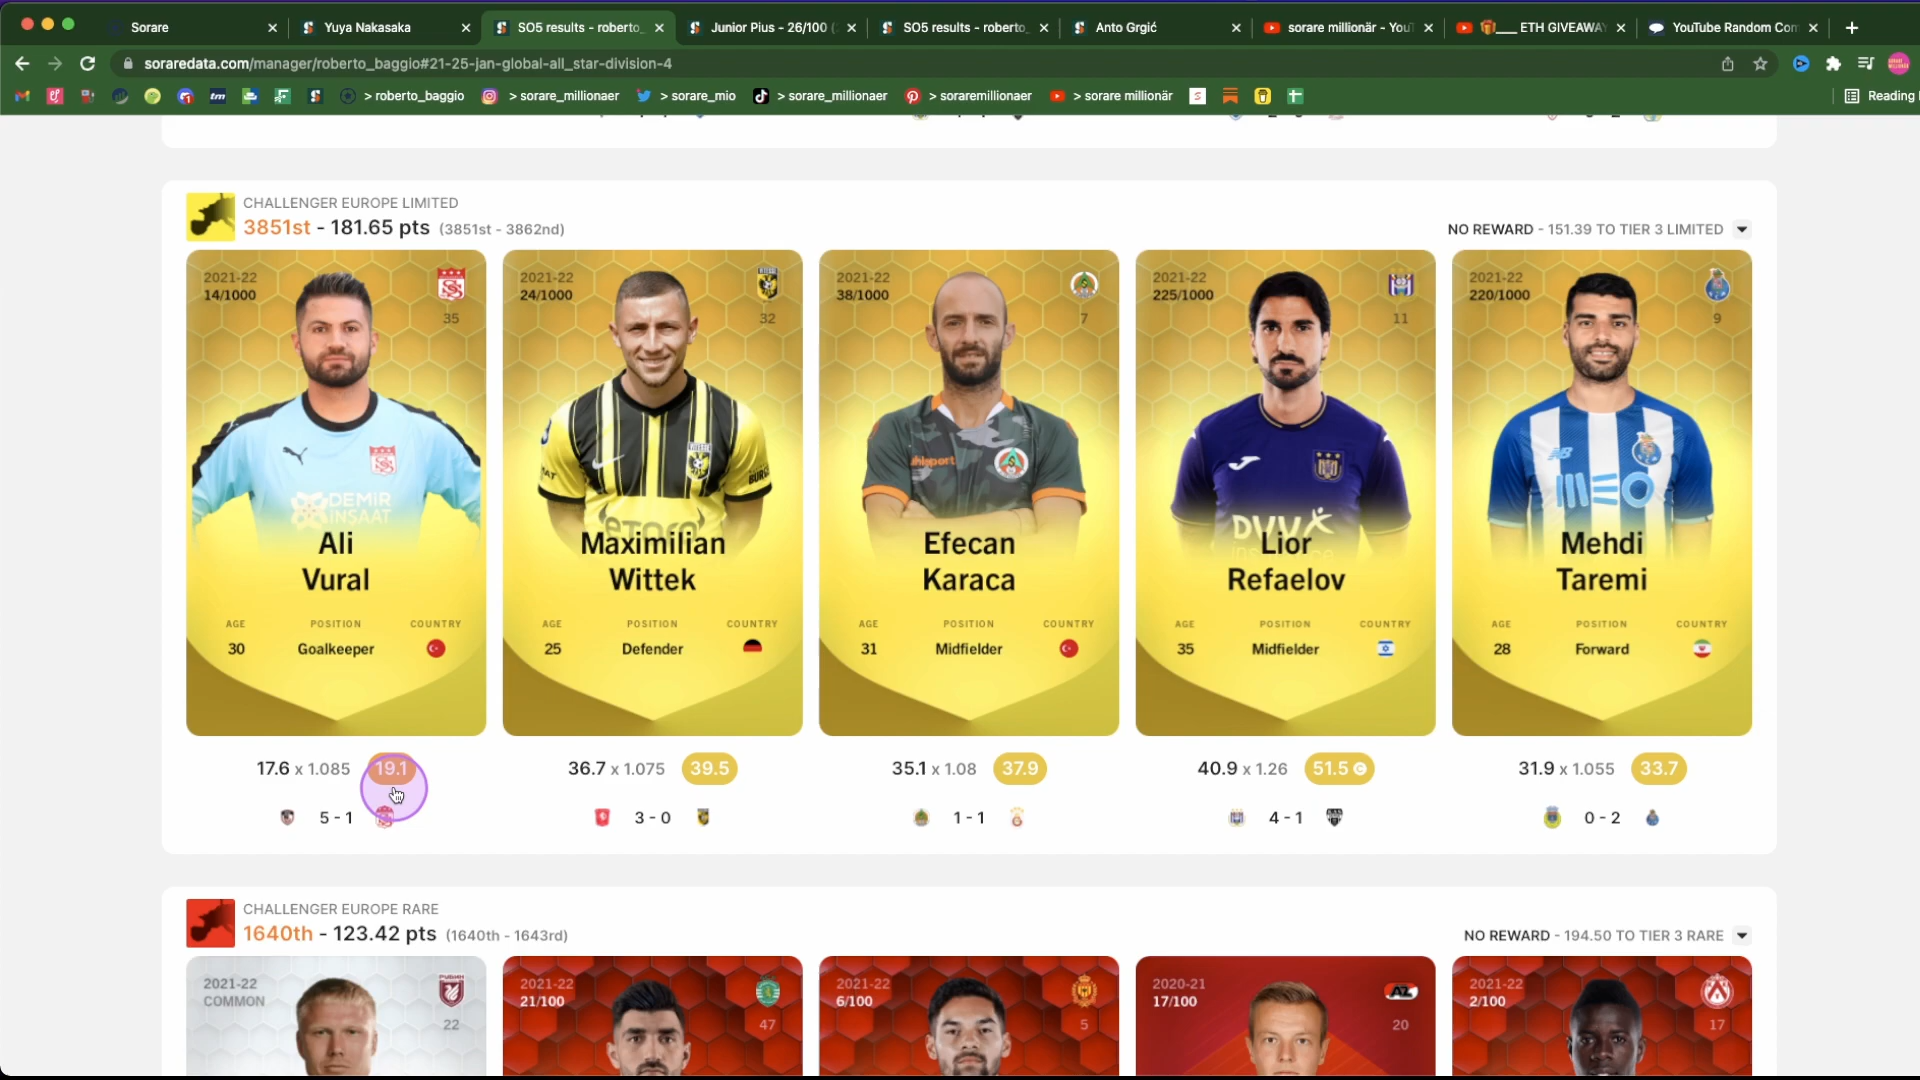 Sorare
Yuya Nakasaka
SO5 results - roberto_
Junior Pius - 26/100 (
SO5 results - roberto_
Anto Grgić
sorare millionär - YouT
ETH GIVEAWAY
YouTube Random Com
soraredata.com/manager/roberto_baggio#21-25-jan-global-all_star-division-4
> roberto_baggio
> sorare_millionaer
> sorare_mio
> sorare_millionaer
> soraremillionaer
> sorare millionär
Reading
CHALLENGER EUROPE LIMITED
3851st - 181.65 pts (3851st - 3862nd)
NO REWARD - 151.39 TO TIER 3 LIMITED
2021-22 2021-22 2021-22 2021-22 2021-22
14/1000 24/1000 38/1000 225/1000 220/1000
35 32 7 11 9
uhlsport
DEMIR
INSAAT
MEO
Ali Maximilian Efecan Lior Mehdi
Vural Wittek Karaca Refaelov Taremi
AGE POSITION COUNTRY AGE POSITION COUNTRY AGE POSITION COUNTRY AGE POSITION COUNTRY AGE POSITION COUNTRY
30 Goalkeeper 25 Defender 31 Midfielder 35 Midfielder 28 Forward
17.6 x 1.085 19.1 36.7 x 1.075 39.5 35.1 x 1.08 37.9 40.9 x 1.26 51.5 C 31.9 x 1.055 33.7
5 - 1 3 - 0 1 - 1 4 - 1 0 - 2
CHALLENGER EUROPE RARE
1640th - 123.42 pts (1640th - 1643rd)
NO REWARD - 194.50 TO TIER 3 RARE
2021-22 2021-22 2021-22 2020-21 2021-22
COMMON 21/100 6/100 17/100 2/100
22 47 5 20 17